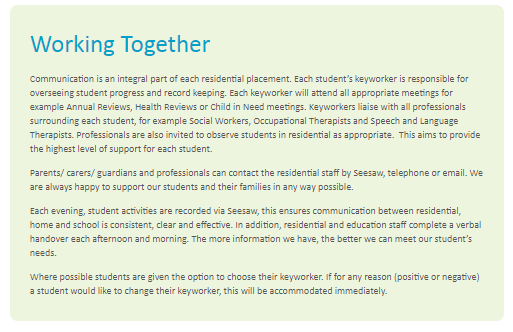 Working Together
Communication is an integral part of each residential placement. Each student's keyworker is responsible for
overseeing student progress and record keeping. Each keyworker will attend all appropriate meetings for
example Annual Reviews, Health Reviews or Child in Need meetings. Keyworkers liaise with all professionals
surrounding each student, for example Social Workers, Occupational Therapists and Speech and Language
Therapists. Professionals are also invited to observe students in residential as appropriate.  This aims to provide
the highest level of support for each student.
Parents/ carers/ guardians and professionals can contact the residential staff by Seesaw, telephone or email. We
are always happy to support our students and their families in any way possible.
Each evening, student activities are recorded via Seesaw, this ensures communication between residential,
home and school is consistent, clear and effective. In addition, residential and education staff complete a verbal
handover each afternoon and morning. The more information we have, the better we can meet our student's
needs.
Where possible students are given the option to choose their keyworker. If for any reason (positive or negative)
a student would like to change their keyworker, this will be accommodated immediately.